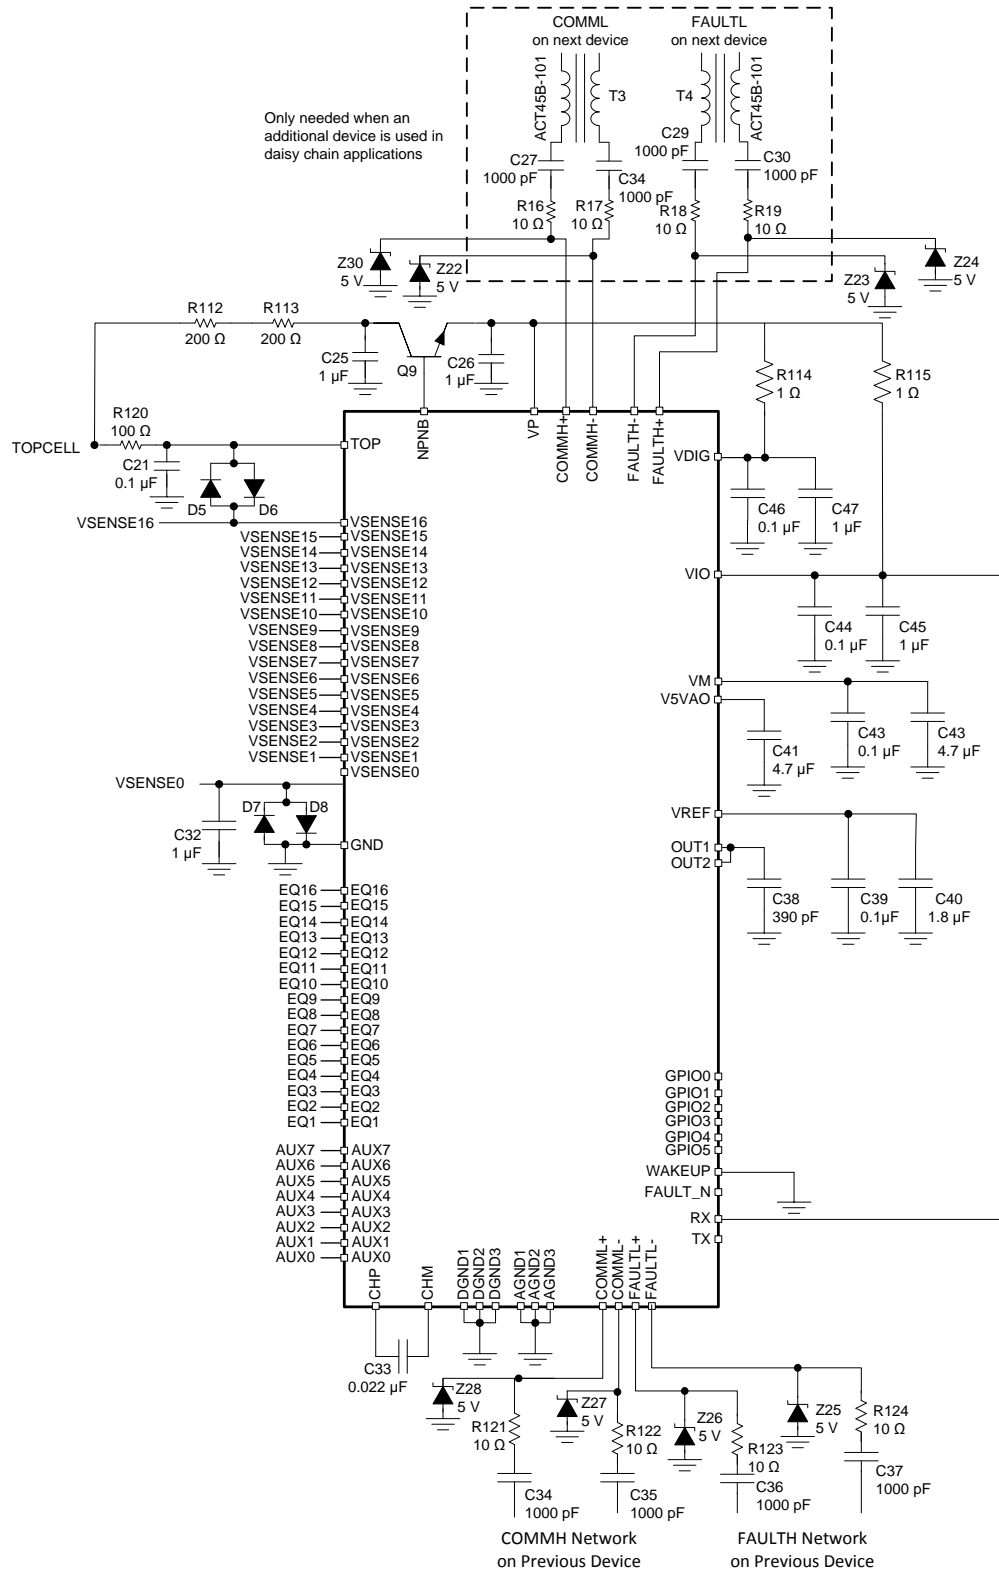 COMML
on next device
FAULTL
on next device
ACT45B-101
T3
T4
ACT45B-101
Only needed when an
additional device is used in
daisy chain applications
C27
1000 pF
C34
1000 pF
C29
1000 pF
C30
1000 pF
R16
10 Ω
R17
10 Ω
R18
10 Ω
R19
10 Ω
Z30
5 V
Z22
5 V
Z23
5 V
Z24
5 V
R112
200 Ω
R113
200 Ω
C25
1 µF
Q9
C26
1 µF
R114
1 Ω
R115
1 Ω
R120
100 Ω
TOPCELL
C21
0.1 µF
D5
D6
TOP
NPNB
VP
COMMH+
COMMH-
FAULTH-
FAULTH+
VDIG
C46
0.1 µF
C47
1 µF
VSENSE16
VSENSE16
VSENSE15
VSENSE15
VSENSE14
VSENSE14
VSENSE13
VSENSE13
VSENSE12
VSENSE12
VSENSE11
VSENSE11
VSENSE10
VSENSE10
VSENSE9
VSENSE9
VSENSE8
VSENSE8
VSENSE7
VSENSE7
VSENSE6
VSENSE6
VSENSE5
VSENSE5
VSENSE4
VSENSE4
VSENSE3
VSENSE3
VSENSE2
VSENSE2
VSENSE1
VSENSE1
VSENSE0
VSENSE0
VIO
C44
0.1 µF
C45
1 µF
VM
V5VAO
C41
4.7 µF
C43
0.1 µF
C43
4.7 µF
D7
D8
C32
1 µF
GND
VREF
OUT1
OUT2
C38
390 pF
C39
0.1µF
C40
1.8 µF
EQ16
EQ16
EQ15
EQ15
EQ14
EQ14
EQ13
EQ13
EQ12
EQ12
EQ11
EQ11
EQ10
EQ10
EQ9
EQ9
EQ8
EQ8
EQ7
EQ7
EQ6
EQ6
EQ5
EQ5
EQ4
EQ4
EQ3
EQ3
EQ2
EQ2
EQ1
EQ1
GPIO0
GPIO1
GPIO2
GPIO3
GPIO4
GPIO5
WAKEUP
FAULT_N
RX
TX
AUX7
AUX7
AUX6
AUX6
AUX5
AUX5
AUX4
AUX4
AUX3
AUX3
AUX2
AUX2
AUX1
AUX1
AUX0
AUX0
CHP
CHM
DGND1
DGND2
DGND3
AGND1
AGND2
AGND3
COMML+
COMML-
FAULTL+
FAULTL-
C33
0.022 µF
Z28
5 V
Z27
5 V
Z26
5 V
Z25
5 V
R121
10 Ω
R122
10 Ω
R123
10 Ω
R124
10 Ω
C34
1000 pF
C35
1000 pF
C36
1000 pF
C37
1000 pF
COMMH Network
on Previous Device
FAULTH Network
on Previous Device